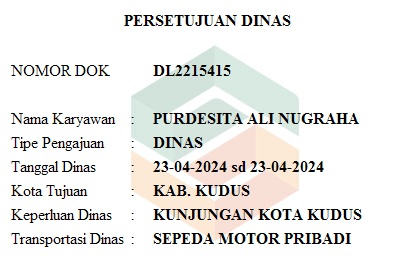 PERSETUJUAN DINAS
NOMOR DOK DL2215415
Nama Karyawan : PURDESITA ALI NUGRAHA
Tipe Pengajuan : DINAS
Tanggal Dinas : 23-04-2024 sd 23-04-2024
Kota Tujuan : KAB. KUDUS
Keperluan Dinas : KUNJUNGAN KOTA KUDUS
Transportasi Dinas : SEPEDA MOTOR PRIBADI